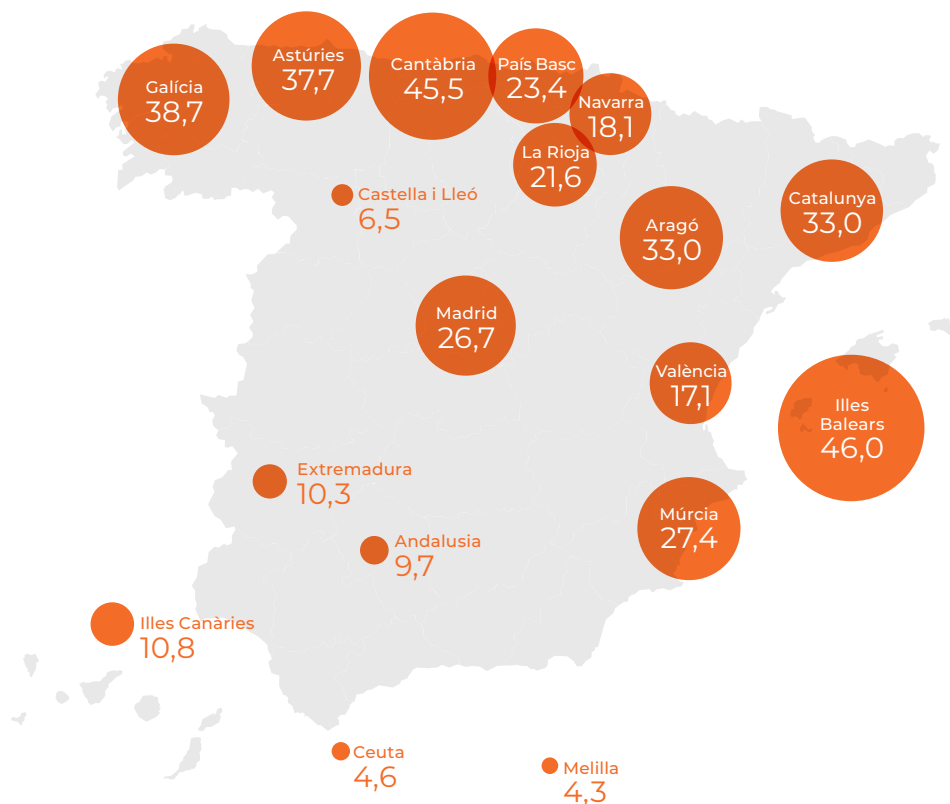 Astúries
37,7
Cantàbria
45,5
País Basc
23,4
Galícia
38,7
Navarra
18,1
La Rioja
21,6
Castella i Lleó
6,5
Catalunya
33,0
Aragó
33,0
Madrid
26,7
València
17,1
Illes
Balears
46,0
Extremadura
10,3
Múrcia
27,4
Andalusia
9,7
Illes Canàries
10,8
Ceuta
4,6
Melilla
4,3